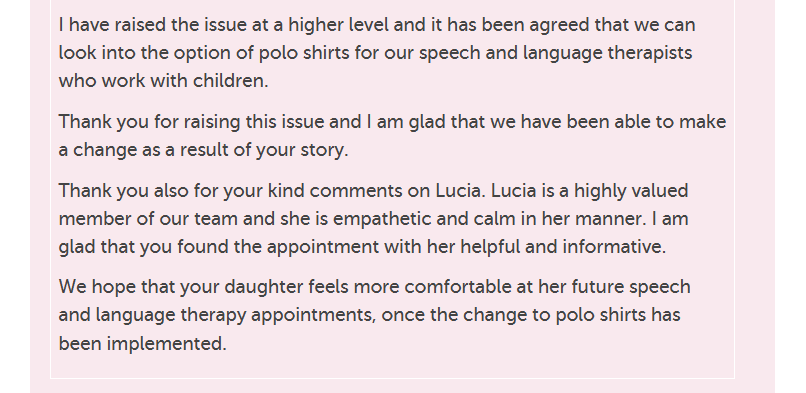 I have raised the issue at a higher level and it has been agreed that we can
look into the option of polo shirts for our speech and language therapists
who work with children.
Thank you for raising this issue and I am glad that we have been able to make
a change as a result of your story.
Thank you also for your kind comments on Lucia. Lucia is a highly valued
member of our team and she is empathetic and calm in her manner. I am
glad that you found the appointment with her helpful and informative.
We hope that your daughter feels more comfortable at her future speech
and language therapy appointments, once the change to polo shirts has
been implemented.